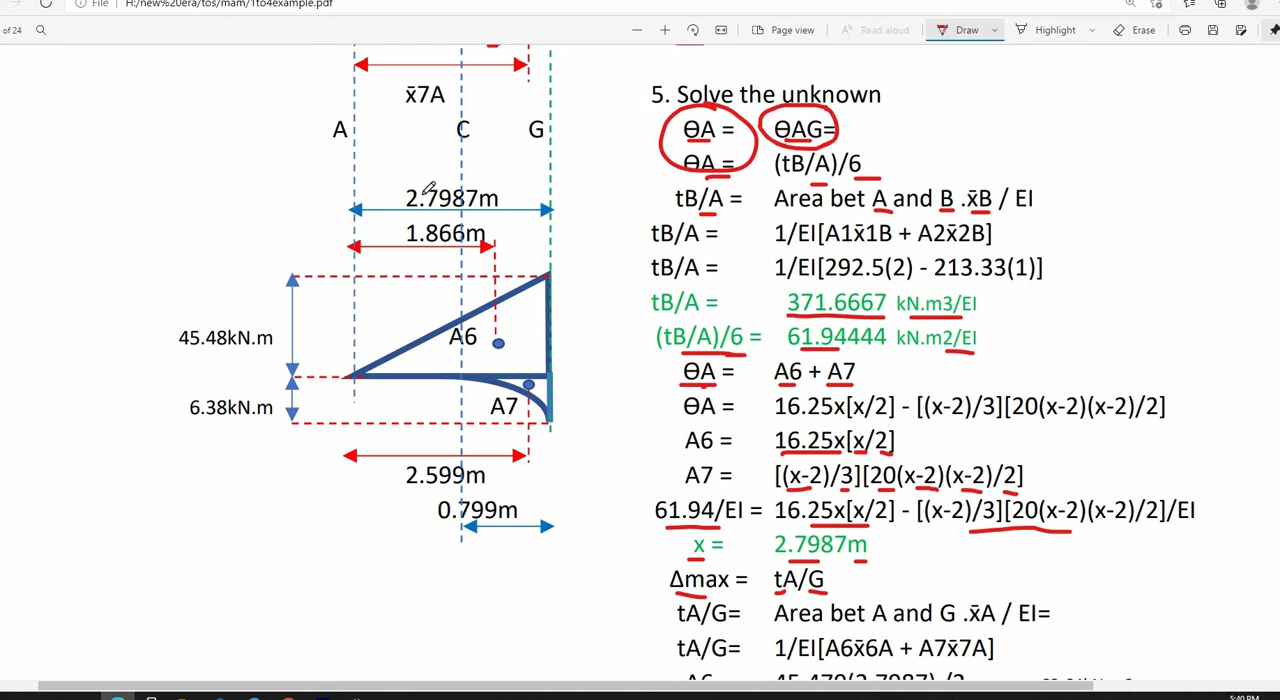 File H:/new%20era/tos/mam/1to4example.pdf
of 24 Page view Read aloud Draw Highlight Erase
x̄7A
A C G
2.7987m
1.866m
A6
45.48kN.m
6.38kN.m
A7
2.599m
0.799m
5. Solve the unknown
ƟA = ƟAG=
ƟA = (tB/A)/6
tB/A = Area bet A and B .x̄B / EI
tB/A = 1/EI[A1x̄1B + A2x̄2B]
tB/A = 1/EI[292.5(2) - 213.33(1)]
tB/A = 371.6667 kN.m3/EI
(tB/A)/6 = 61.94444 kN.m2/EI
ƟA = A6 + A7
ƟA = 16.25x[x/2] - [(x-2)/3][20(x-2)(x-2)/2]
A6 = 16.25x[x/2]
A7 = [(x-2)/3][20(x-2)(x-2)/2]
61.94/EI = 16.25x[x/2] - [(x-2)/3][20(x-2)(x-2)/2]/EI
x = 2.7987m
Δmax = tA/G
tA/G= Area bet A and G .x̄A / EI=
tA/G= 1/EI[A6x̄6A + A7x̄7A]